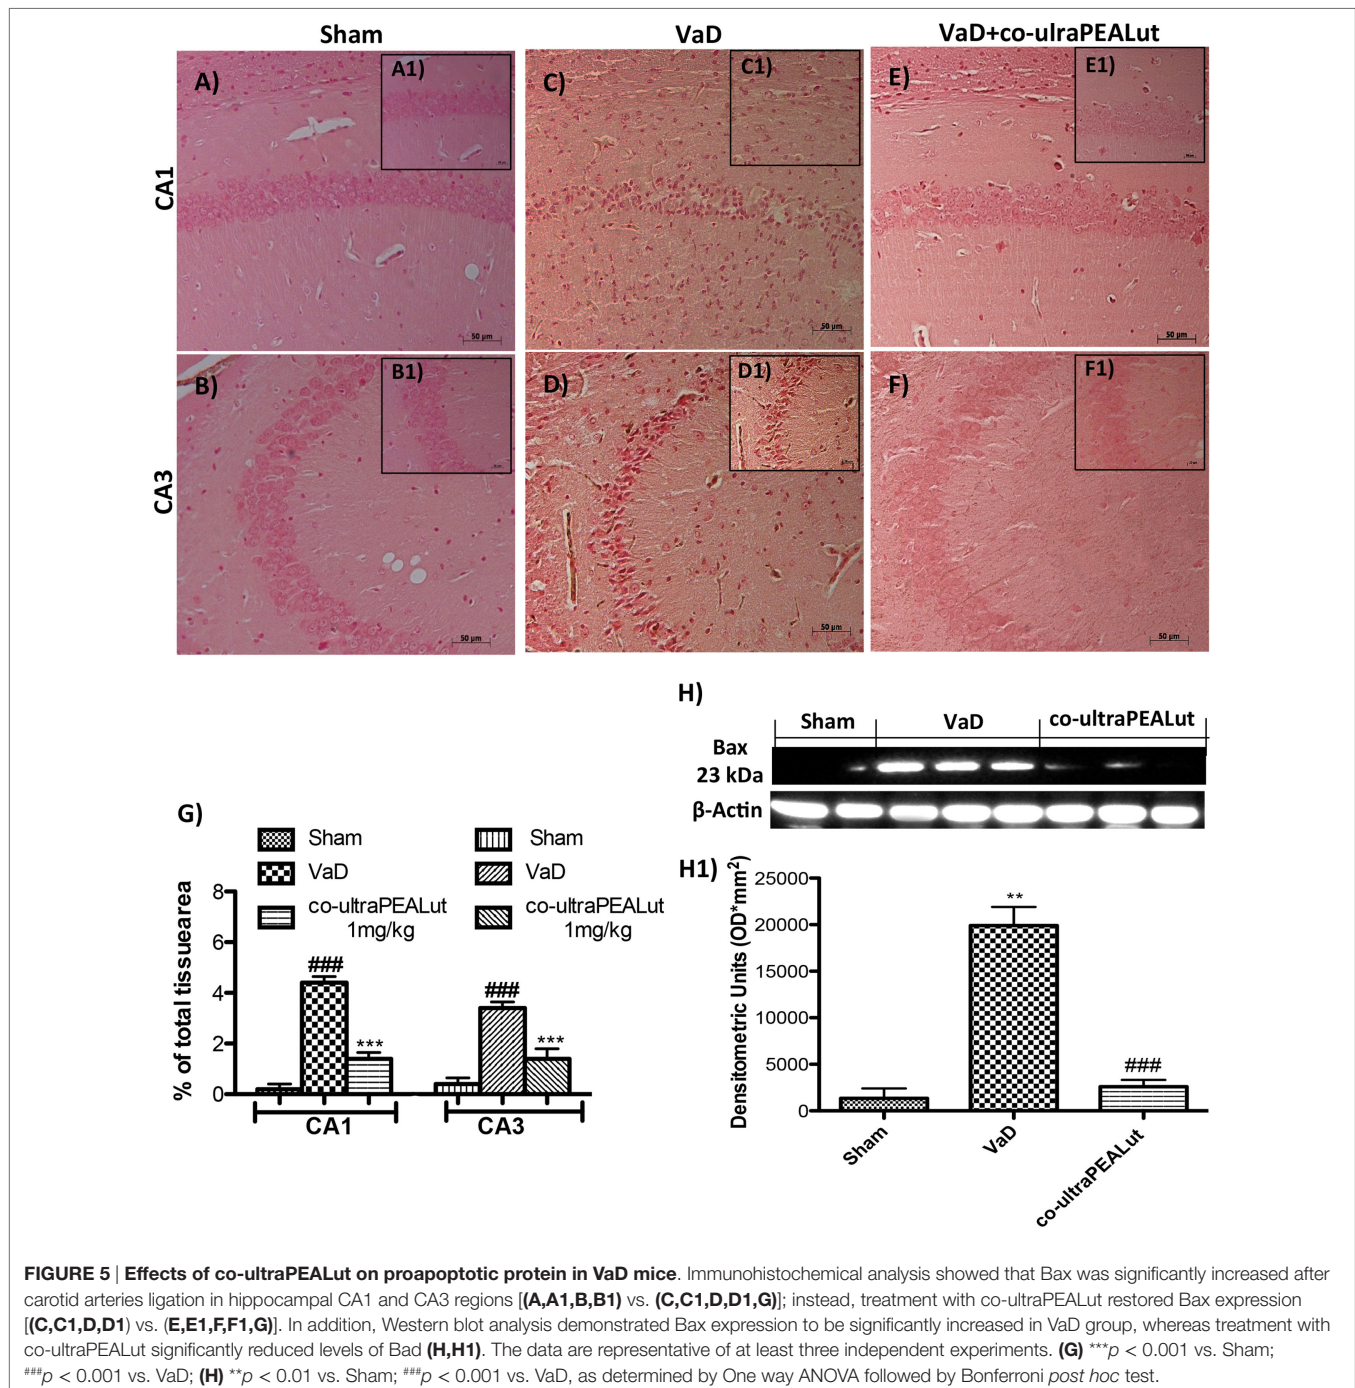 Sham
VaD
VaD+co-ulraPEALut
CA1
A)
A1)
C)
C1)
E)
E1)
50 µm
50 µm
50 µm
CA3
B)
B1)
D)
D1)
F)
F1)
50 µm
50 µm
50 µm
H)
Sham
VaD
co-ultraPEALut
Bax
23 kDa
β-Actin
G)
Sham
VaD
co-ultraPEALut
1mg/kg
Sham
VaD
co-ultraPEALut
1mg/kg
% of total tissuearea
8
6
4
2
0
###
***
###
***
CA1
CA3
H1)
Densitometric Units (OD*mm²)
25000
20000
15000
10000
5000
0
**
###
Sham
VaD
co-ultraPEALut
FIGURE 5 | Effects of co-ultraPEALut on proapoptotic protein in VaD mice. Immunohistochemical analysis showed that Bax was significantly increased after
carotid arteries ligation in hippocampal CA1 and CA3 regions [(A,A1,B,B1) vs. (C,C1,D,D1,G)]; instead, treatment with co-ultraPEALut restored Bax expression
[(C,C1,D,D1) vs. (E,E1,F,F1,G)]. In addition, Western blot analysis demonstrated Bax expression to be significantly increased in VaD group, whereas treatment with
co-ultraPEALut significantly reduced levels of Bad (H,H1). The data are representative of at least three independent experiments. (G) ***p < 0.001 vs. Sham;
###p < 0.001 vs. VaD; (H) **p < 0.01 vs. Sham; ###p < 0.001 vs. VaD, as determined by One way ANOVA followed by Bonferroni post hoc test.